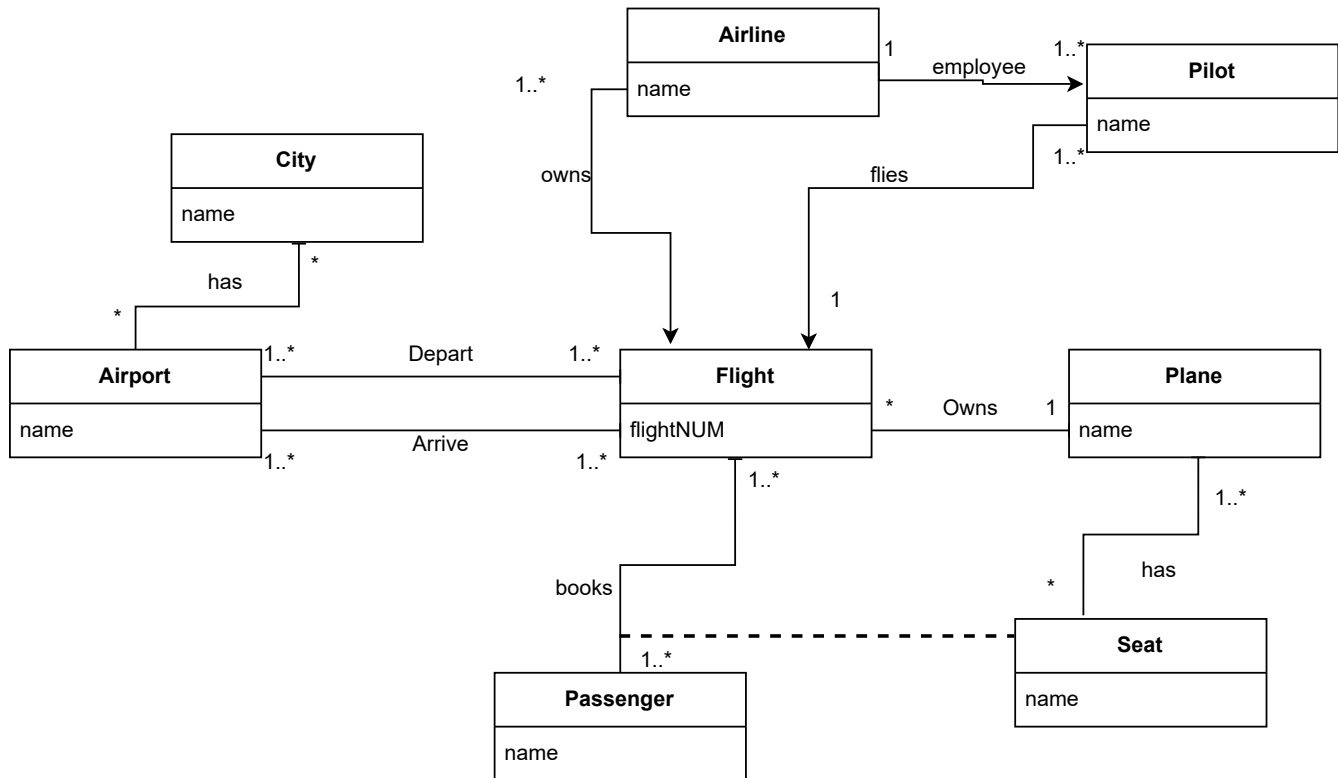 Airline
name
1
employee
1..*
Pilot
name
1..*
1..*
owns
flies
1
City
name
*
has
*
Airport
name
1..*
Depart
1..*
1..*
Arrive
1..*
Flight
flightNUM
*
Owns
1
Plane
name
1..*
books
1..*
Passenger
name
1..*
has
*
Seat
name